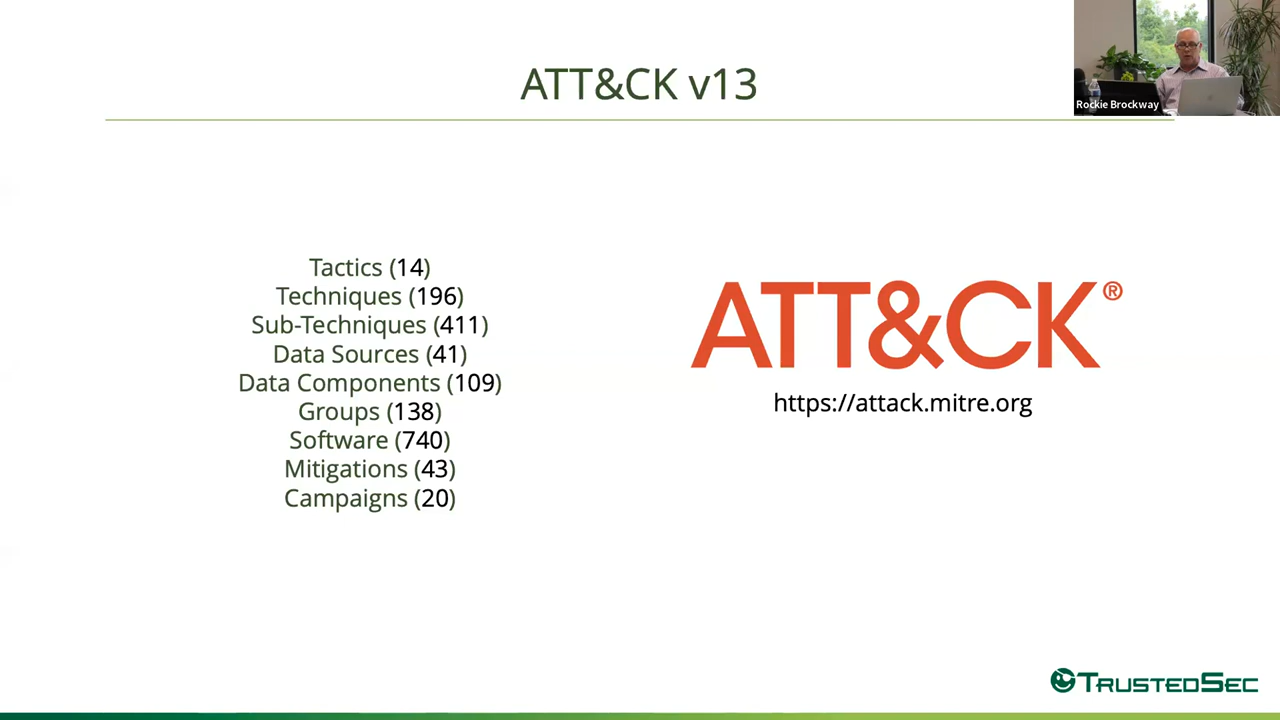 ATT&CK v13
Rockie Brockway
Tactics (14)
Techniques (196)
Sub-Techniques (411)
Data Sources (41)
Data Components (109)
Groups (138)
Software (740)
Mitigations (43)
Campaigns (20)
ATT&CK®
https://attack.mitre.org
TRUSTEDSEC